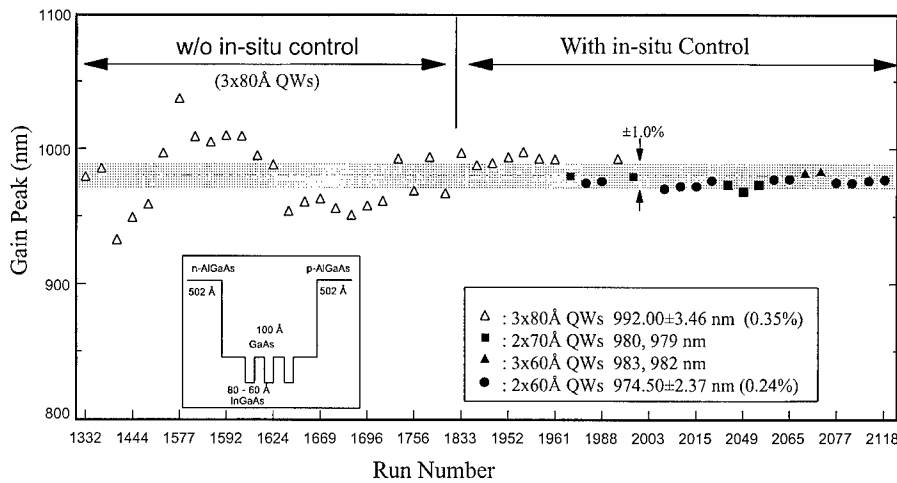 1100
w/o in-situ control
With in-situ Control
(3x80Å QWs)
±1.0%
1000
Gain Peak (nm)
900
800
n-AlGaAs
p-AlGaAs
502 Å
502 Å
100 Å
GaAs
80 - 60 Å
InGaAs
△ : 3x80Å QWs 992.00±3.46 nm (0.35%)
■ : 2x70Å QWs 980, 979 nm
▲ : 3x60Å QWs 983, 982 nm
● : 2x60Å QWs 974.50±2.37 nm (0.24%)
1332 1444 1577 1592 1624 1669 1696 1756 1833 1952 1961 1988 2003 2015 2049 2065 2077 2118
Run Number